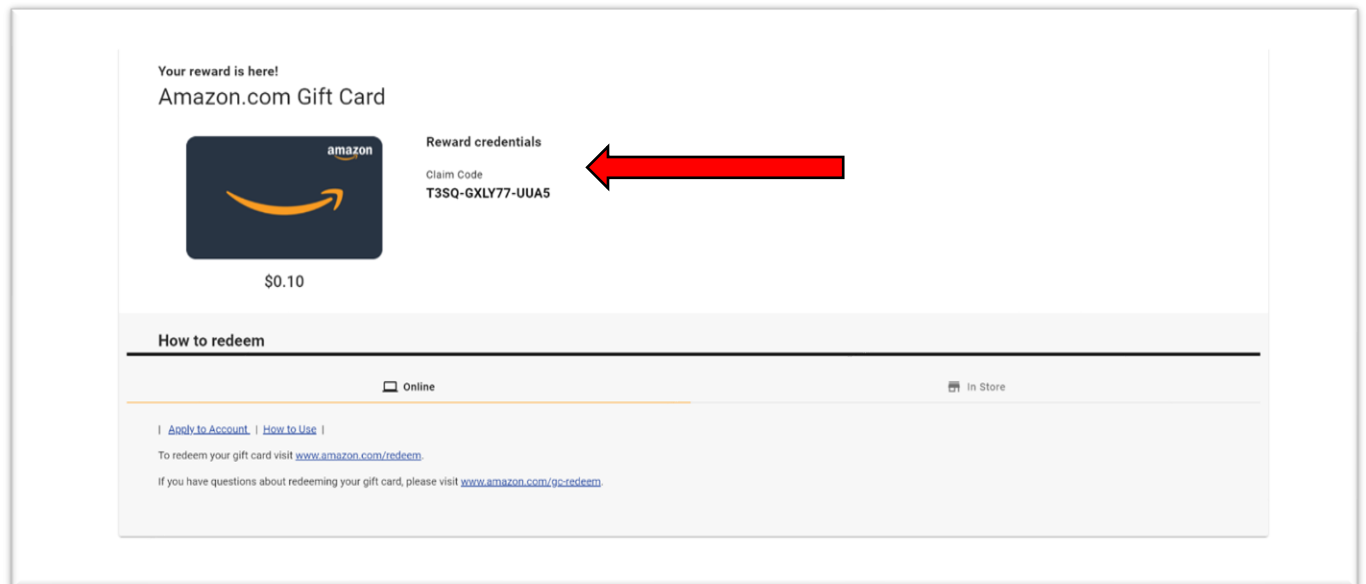 Your reward is here!
Amazon.com Gift Card
amazon
Reward credentials
Claim Code
T3SQ-GXLY77-UUA5
$0.10
How to redeem
Online
In Store
| Apply to Account | How to Use |
To redeem your gift card visit www.amazon.com/redeem.
If you have questions about redeeming your gift card, please visit www.amazon.com/gc-redeem.